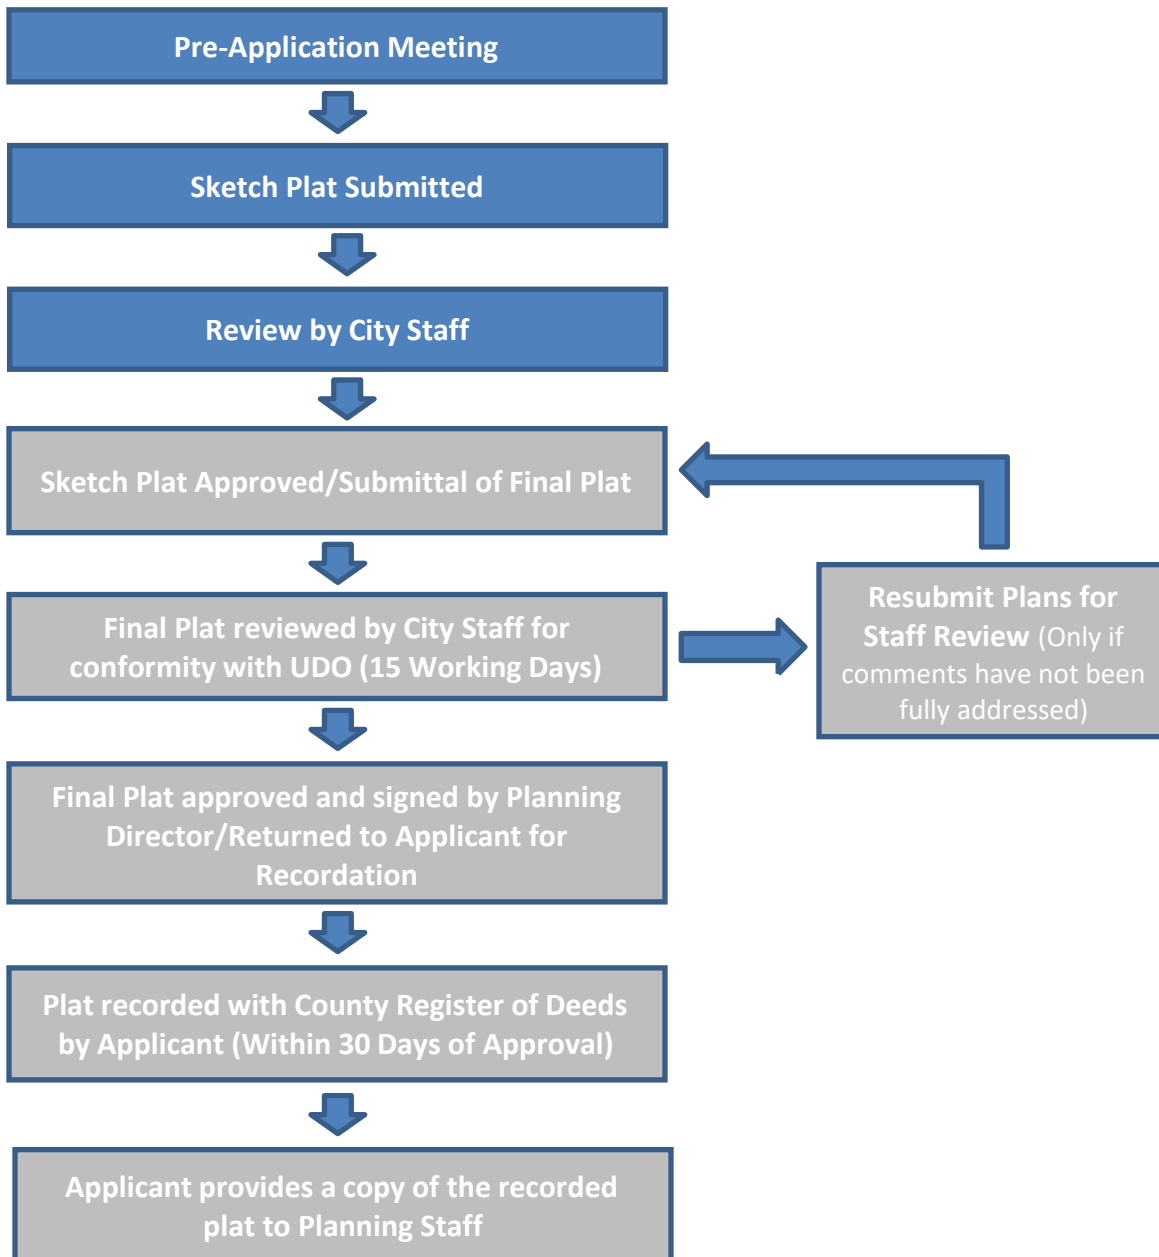 Pre-Application Meeting
Sketch Plat Submitted
Review by City Staff
Sketch Plat Approved/Submittal of Final Plat
Final Plat reviewed by City Staff for
conformity with UDO (15 Working Days)
Resubmit Plans for
Staff Review (Only if
comments have not been
fully addressed)
Final Plat approved and signed by Planning
Director/Returned to Applicant for
Recordation
Plat recorded with County Register of Deeds
by Applicant (Within 30 Days of Approval)
Applicant provides a copy of the recorded
plat to Planning Staff